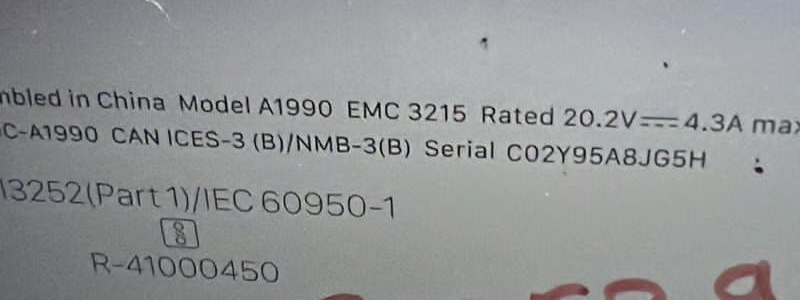 mbled in China Model A1990 EMC 3215 Rated 20.2V⎓4.3A max
C-A1990 CAN ICES-3 (B)/NMB-3(B) Serial C02Y95A8JG5H
13252(Part 1)/IEC 60950-1
R-41000450